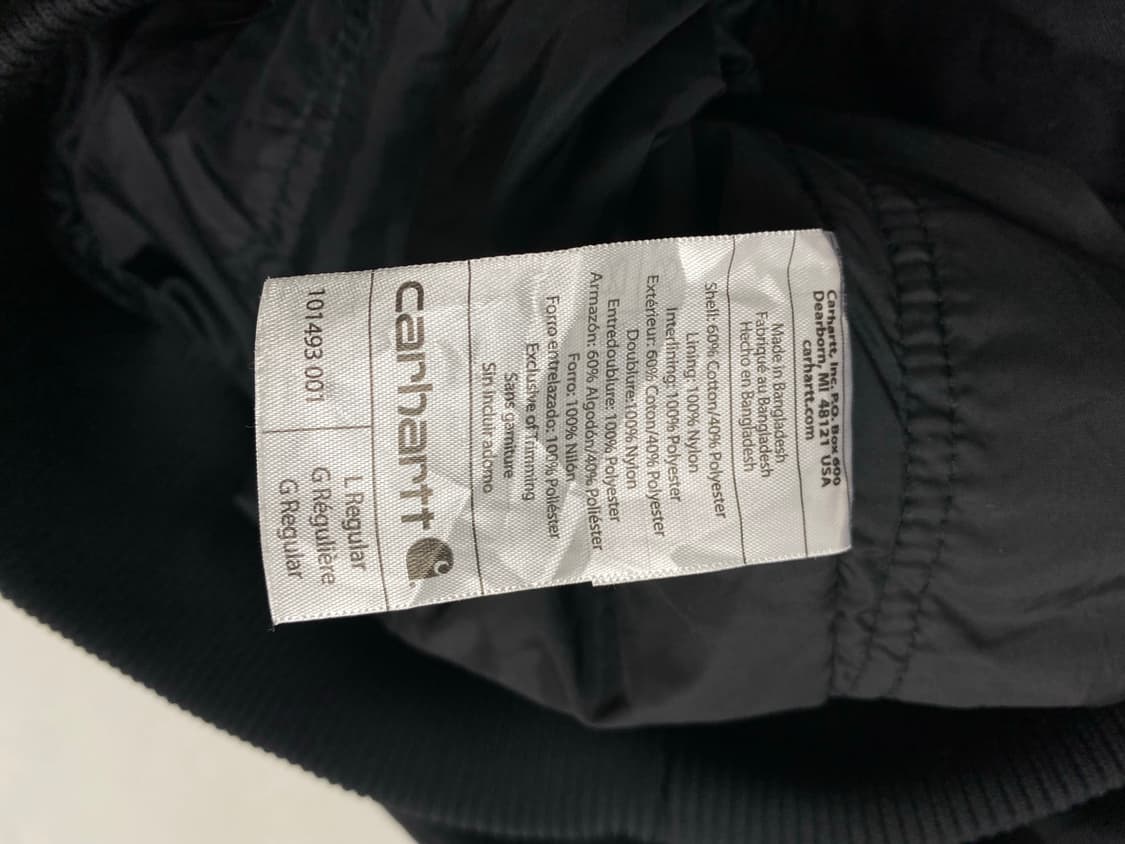 Carhartt, Inc. P.O. Box 600
Dearborn, MI 48121 USA
carhartt.com
Made in Bangladesh
Fabriqué au Bangladesh
Hecho en Bangladesh
Shell: 60% Cotton/40% Polyester
Lining: 100% Nylon
Interlining: 100% Polyester
Extérieur: 60% Coton/40% Polyester
Doublure:100% Nylon
Entredoublure: 100% Polyester
Armazón: 60% Algodón/40% Poliéster
Forro: 100% Nilón
Forro entrelazado: 100% Poliéster
Exclusive of Trimming
Sans garniture
Sin Incluir adorno
carhartt
101493 001
L Regular
G Régulière
G Regular